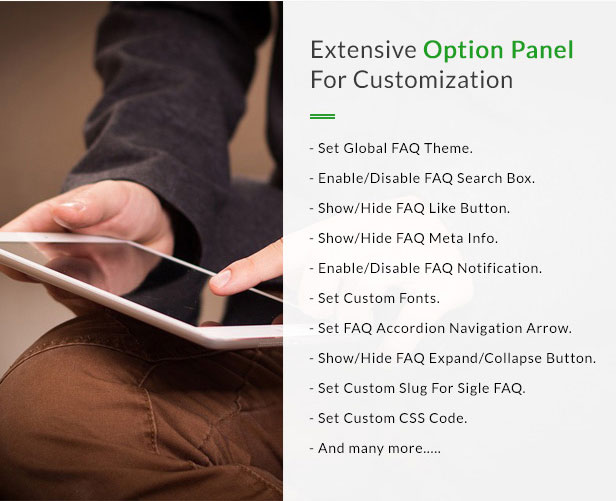 Extensive Option Panel
For Customization
- Set Global FAQ Theme.
- Enable/Disable FAQ Search Box.
- Show/Hide FAQ Like Button.
- Show/Hide FAQ Meta Info.
- Enable/Disable FAQ Notification.
- Set Custom Fonts.
- Set FAQ Accordion Navigation Arrow.
- Show/Hide FAQ Expand/Collapse Button.
- Set Custom Slug For Sigle FAQ.
- Set Custom CSS Code.
- And many more.....